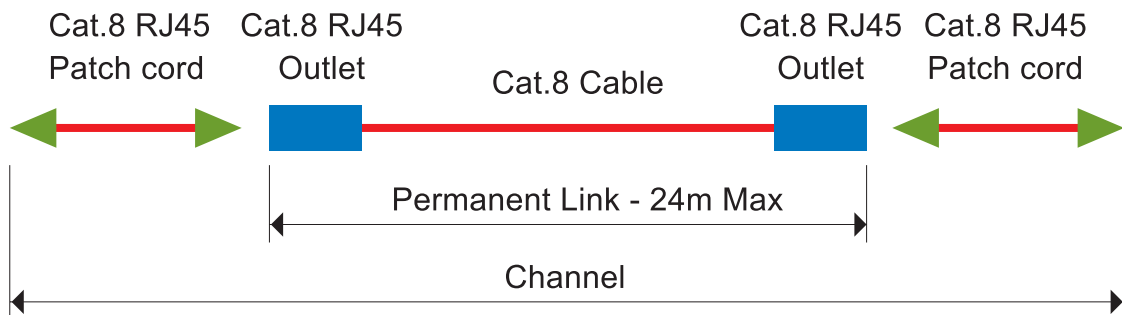 Cat.8 RJ45
Patch cord
Cat.8 RJ45
Outlet
Cat.8 Cable
Cat.8 RJ45
Outlet
Cat.8 RJ45
Patch cord
Permanent Link - 24m Max
Channel